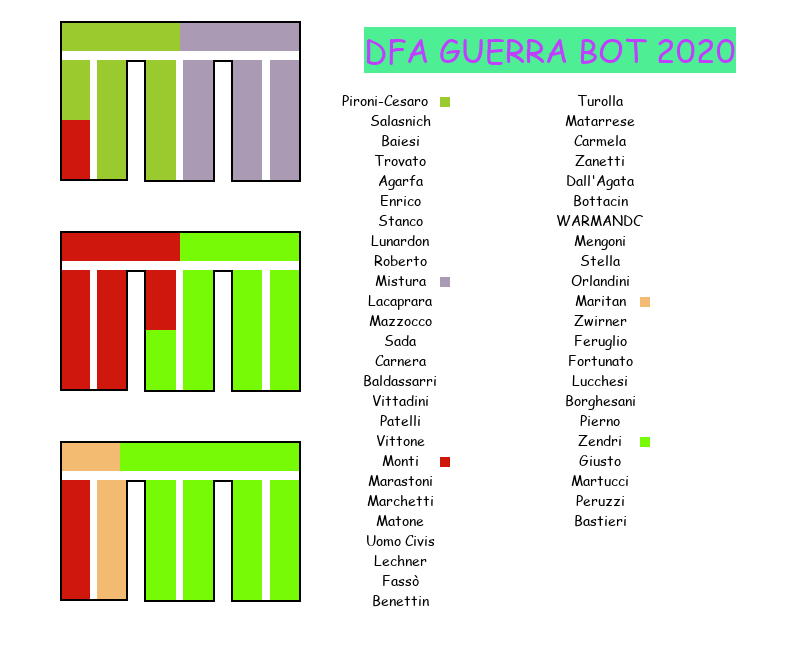 DFA GUERRA BOT 2020
Pironi-Cesaro
Salasnich
Baiesi
Trovato
Agarfa
Enrico
Stanco
Lunardon
Roberto
Mistura
Lacaprara
Mazzocco
Sada
Carnera
Baldassarri
Vittadini
Patelli
Vittone
Monti
Marastoni
Marchetti
Matone
Uomo Civis
Lechner
Fassò
Benettin
Turolla
Matarrese
Carmela
Zanetti
Dall'Agata
Bottacin
WARMANDC
Mengoni
Stella
Orlandini
Maritan
Zwirner
Feruglio
Fortunato
Lucchesi
Borghesani
Pierno
Zendri
Giusto
Martucci
Peruzzi
Bastieri